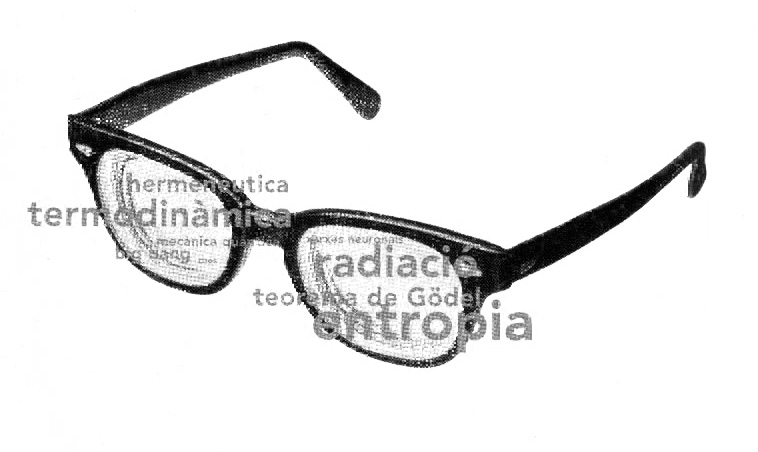 hermenèutica
termodinàmica
mecànica quàntica
xarxes neuronals
big bang
radiació
teorema de Gödel
entropia